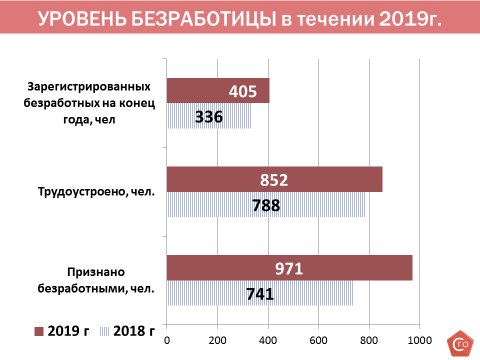 УРОВЕНЬ БЕЗРАБОТИЦЫ в течении 2019г.
Зарегистрированных
безработных на конец
года, чел
405
336
Трудоустроено, чел.
852
788
Признано
безработными, чел.
971
741
0 200 400 600 800 1000
2019 г 2018 г
СГО